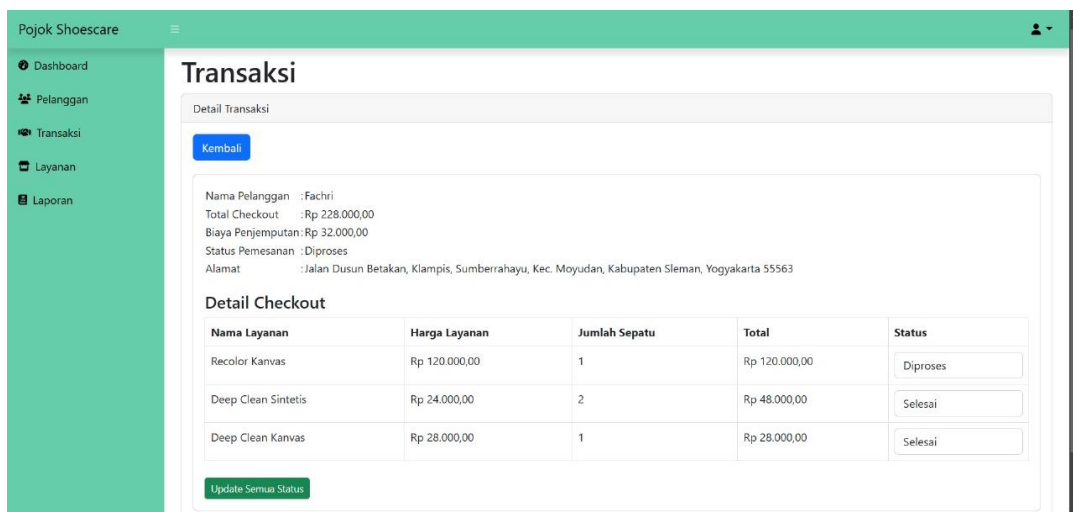 Pojok Shoescare
Dashboard
Pelanggan
Transaksi
Layanan
Laporan
Transaksi
Detail Transaksi
Kembali
Nama Pelanggan :Fachri
Total Checkout :Rp 228.000,00
Biaya Penjemputan:Rp 32.000,00
Status Pemesanan :Diproses
Alamat :Jalan Dusun Betakan, Klampis, Sumberrahayu, Kec. Moyudan, Kabupaten Sleman, Yogyakarta 55563
Detail Checkout
Nama Layanan Harga Layanan Jumlah Sepatu Total Status
Recolor Kanvas Rp 120.000,00 1 Rp 120.000,00 Diproses
Deep Clean Sintetis Rp 24.000,00 2 Rp 48.000,00 Selesai
Deep Clean Kanvas Rp 28.000,00 1 Rp 28.000,00 Selesai
Update Semua Status